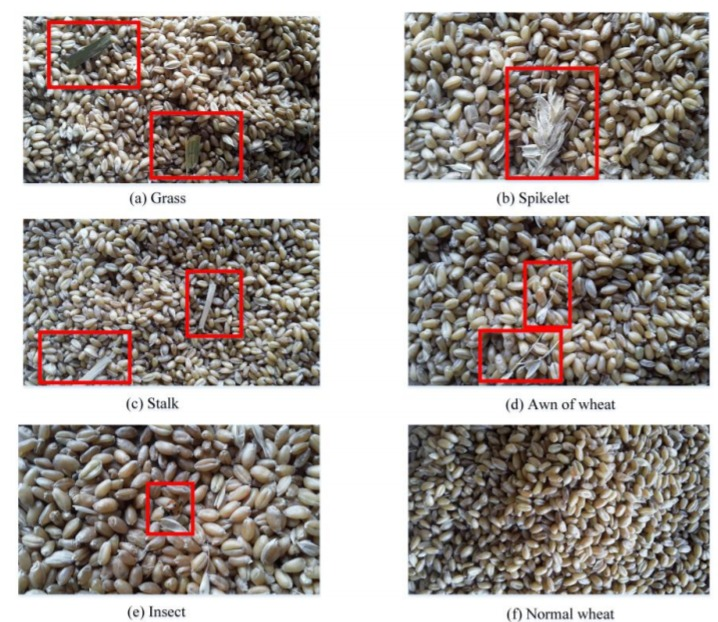 (a) Grass
(b) Spikelet
(c) Stalk
(d) Awn of wheat
(e) Insect
(f) Normal wheat